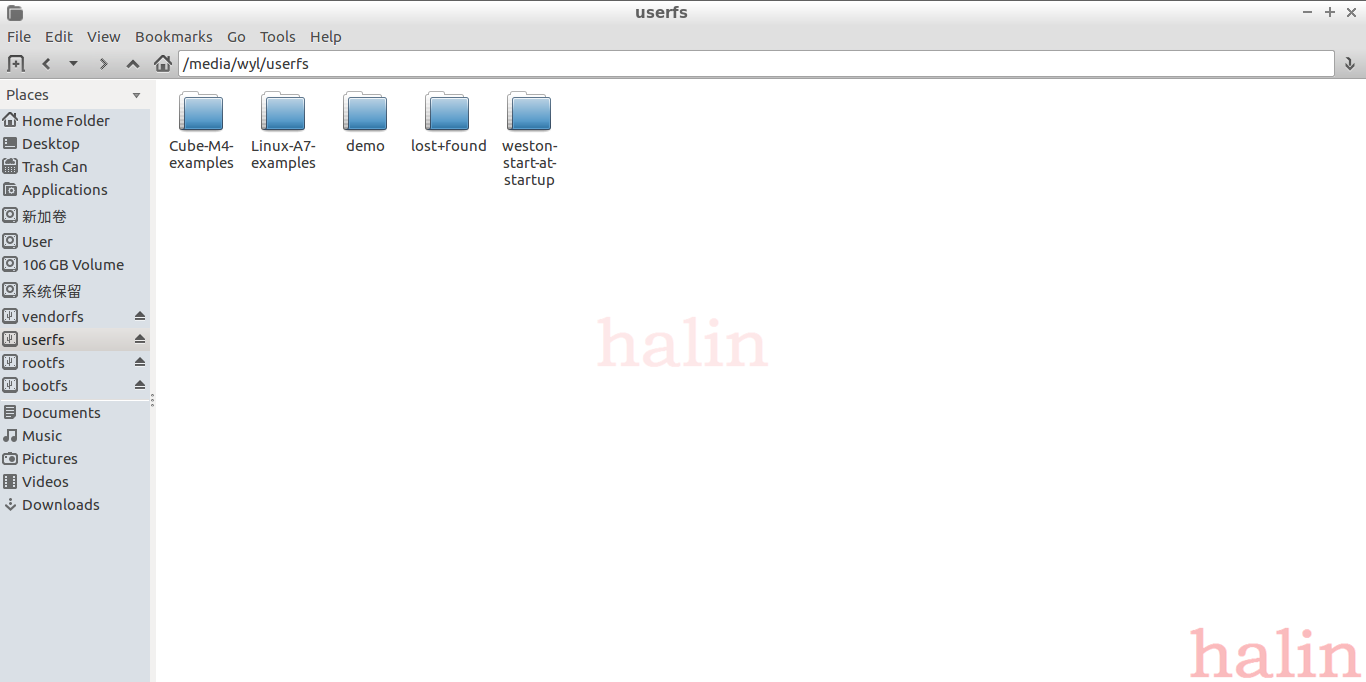 userfs
File Edit View Bookmarks Go Tools Help
/media/wyl/userfs
Places
Home Folder
Desktop
Trash Can
Applications
新加卷
User
106 GB Volume
系统保留
vendorfs
userfs
rootfs
bootfs
Documents
Music
Pictures
Videos
Downloads
Cube-M4-
examples
Linux-A7-
examples
demo
lost+found
weston-
start-at-
startup
halin
halin